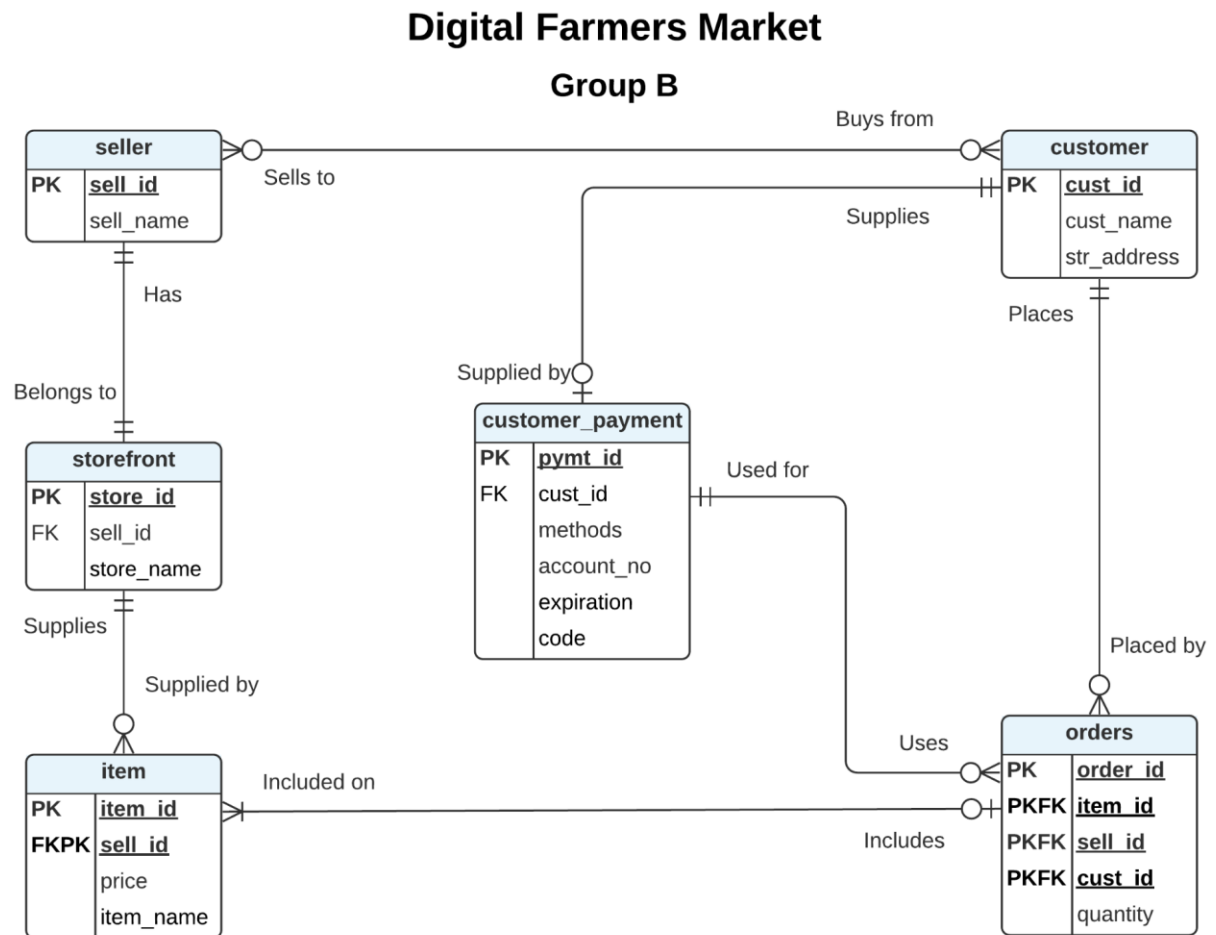 Digital Farmers Market
Group B
Buys from
Sells to
seller
PK sell_id
sell_name
customer
PK cust_id
cust_name
str_address
Supplies
Has
Places
Belongs to
Supplied by
storefront
PK store_id
FK sell_id
store_name
customer_payment
PK pymt_id
FK cust_id
methods
account_no
expiration
code
Used for
Supplies
Supplied by
Placed by
Uses
item
PK item_id
FKPK sell_id
price
item_name
Included on
Includes
orders
PK order_id
PKFK item_id
PKFK sell_id
PKFK cust_id
quantity